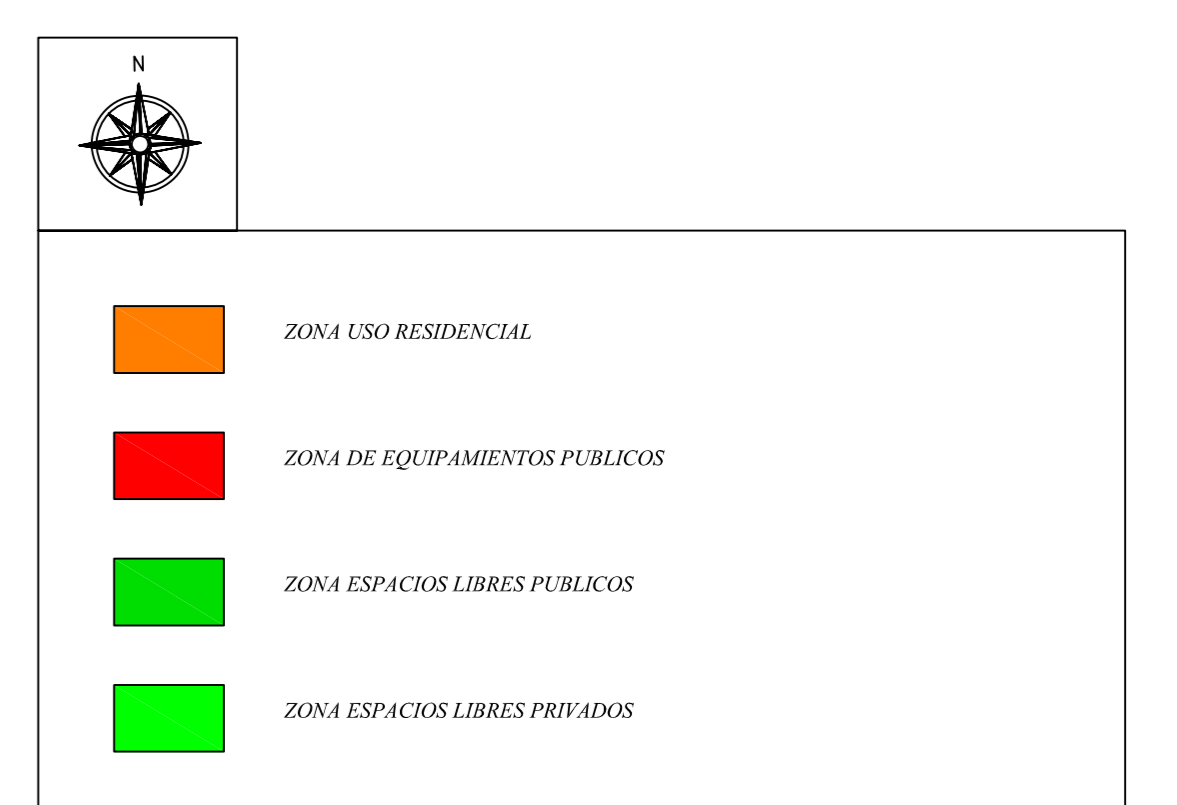 N
ZONA USO RESIDENCIAL
ZONA DE EQUIPAMIENTOS PUBLICOS
ZONA ESPACIOS LIBRES PUBLICOS
ZONA ESPACIOS LIBRES PRIVADOS